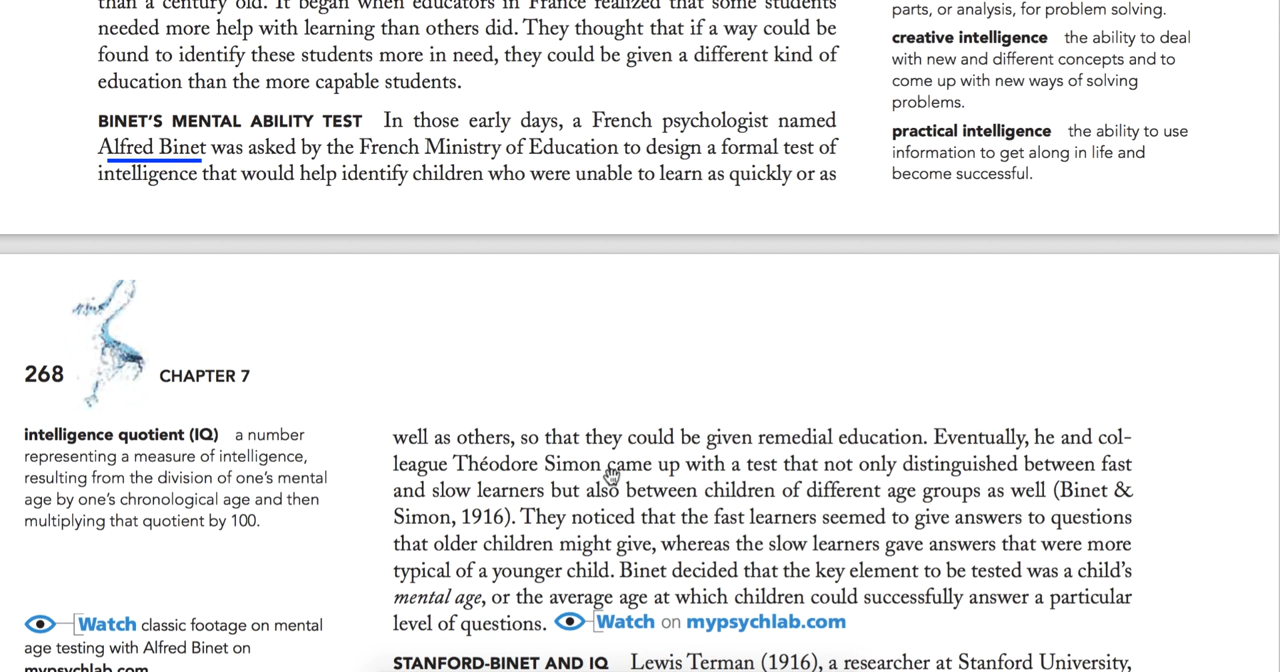 than a century old. It began when educators in France realized that some students
needed more help with learning than others did. They thought that if a way could be
found to identify these students more in need, they could be given a different kind of
education than the more capable students.
BINET'S MENTAL ABILITY TEST In those early days, a French psychologist named
Alfred Binet was asked by the French Ministry of Education to design a formal test of
intelligence that would help identify children who were unable to learn as quickly or as
parts, or analysis, for problem solving.
creative intelligence the ability to deal
with new and different concepts and to
come up with new ways of solving
problems.
practical intelligence the ability to use
information to get along in life and
become successful.
268
CHAPTER 7
intelligence quotient (IQ) a number
representing a measure of intelligence,
resulting from the division of one's mental
age by one's chronological age and then
multiplying that quotient by 100.
Watch classic footage on mental
age testing with Alfred Binet on
mypsychlab.com
well as others, so that they could be given remedial education. Eventually, he and col-
league Théodore Simon came up with a test that not only distinguished between fast
and slow learners but also between children of different age groups as well (Binet &
Simon, 1916). They noticed that the fast learners seemed to give answers to questions
that older children might give, whereas the slow learners gave answers that were more
typical of a younger child. Binet decided that the key element to be tested was a child's
mental age, or the average age at which children could successfully answer a particular
level of questions. Watch on mypsychlab.com
STANFORD-BINET AND IQ Lewis Terman (1916), a researcher at Stanford University,